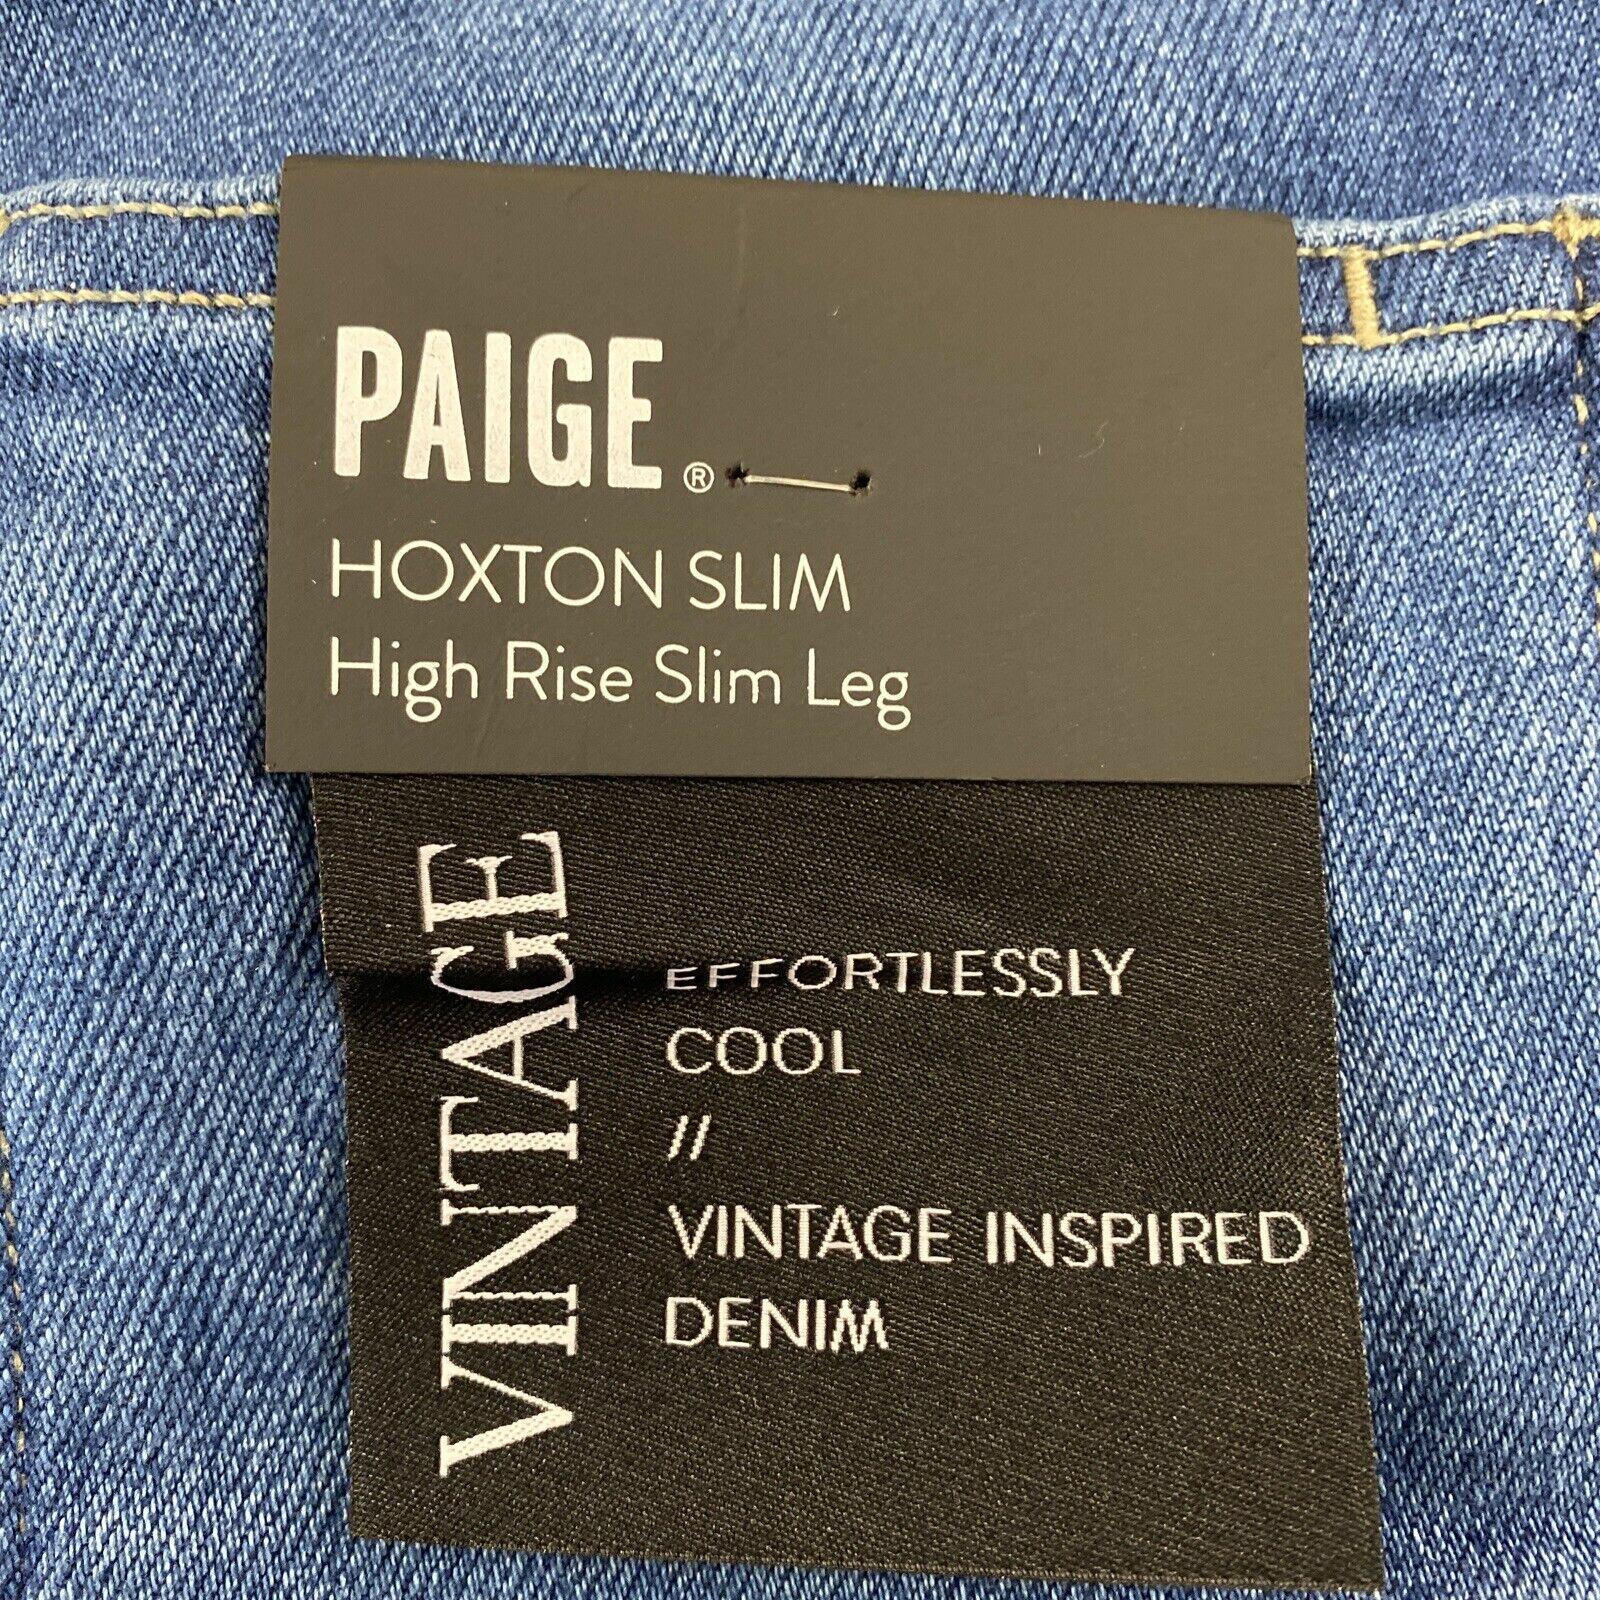 PAIGE®
HOXTON SLIM
High Rise Slim Leg
VINTAGE
EFFORTLESSLY
COOL
//
VINTAGE INSPIRED
DENIM